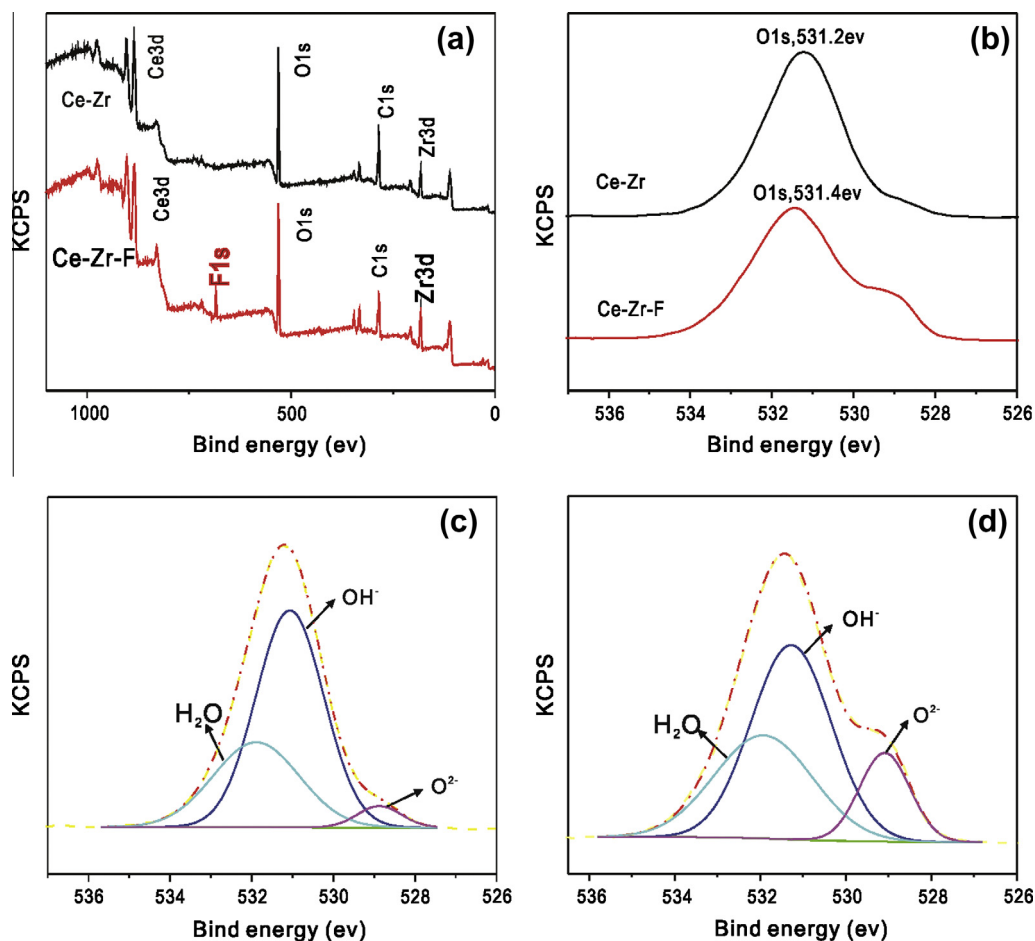 (a)
Ce3d
O1s
C1s
Zr3d
Ce-Zr
Ce3d
Ce-Zr-F
F1s
O1s
C1s
Zr3d
KCPS
1000
500
0
Bind energy (ev)
(b)
O1s,531.2ev
Ce-Zr
O1s,531.4ev
Ce-Zr-F
KCPS
536
534
532
530
528
526
Bind energy (ev)
(c)
OH-
H2O
O2-
KCPS
536
534
532
530
528
526
Bind energy (ev)
(d)
OH-
H2O
O2-
KCPS
536
534
532
530
528
526
Bind energy (ev)